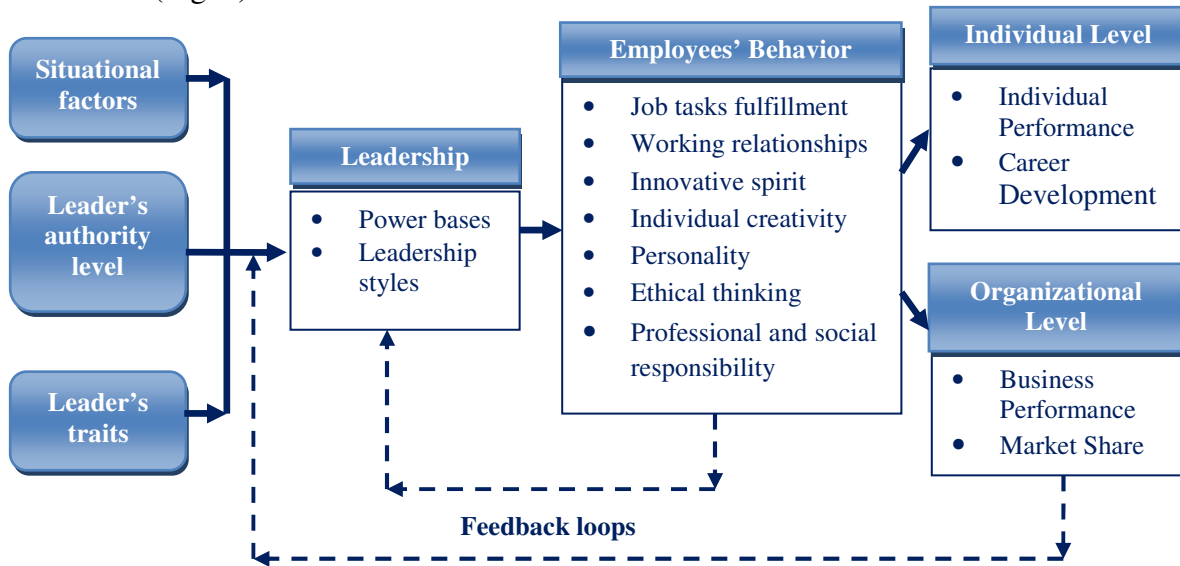 Situational
factors
Leader's
authority
level
Leader's
traits
Leadership
• Power bases
• Leadership
styles
Employees' Behavior
• Job tasks fulfillment
• Working relationships
• Innovative spirit
• Individual creativity
• Personality
• Ethical thinking
• Professional and social
responsibility
Individual Level
• Individual
Performance
• Career
Development
Organizational
Level
• Business
Performance
• Market Share
Feedback loops